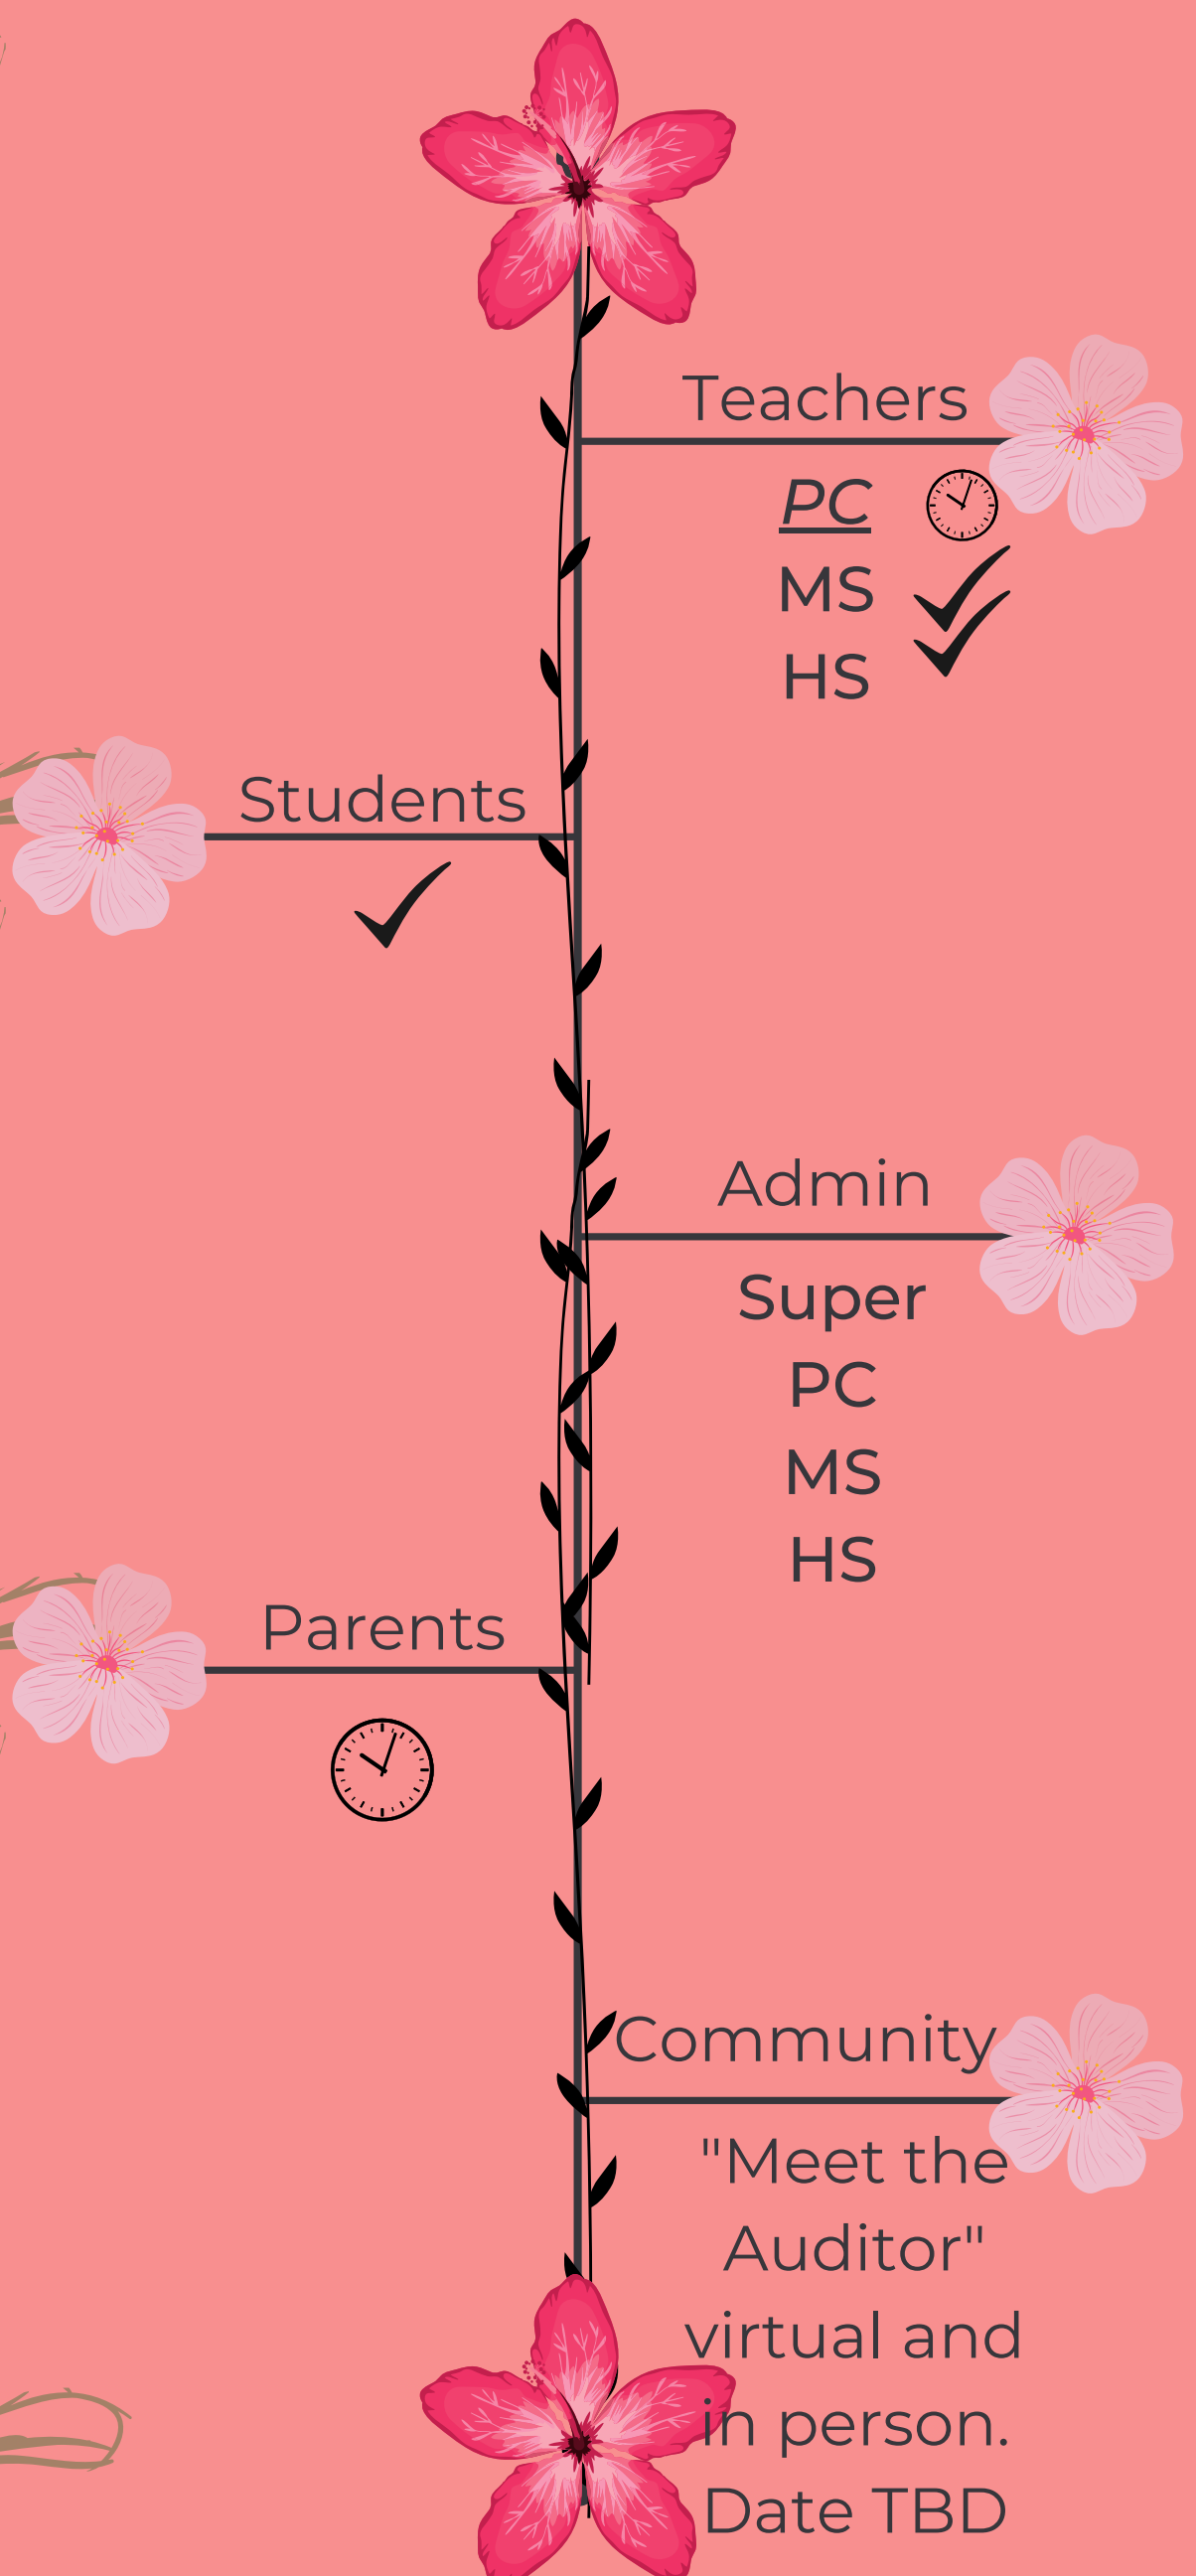 Teachers
PC
MS
HS
Students
Admin
Super
PC
MS
HS
Parents
Community
"Meet the
Auditor"
virtual and
in person.
Date TBD